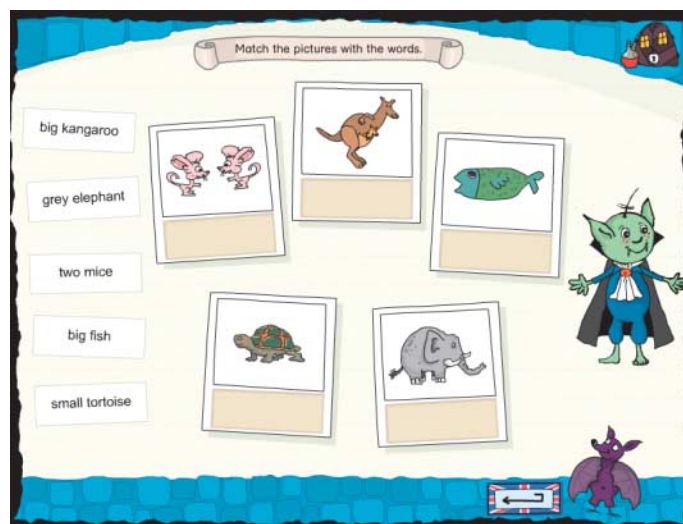 Match the pictures with the words.
big kangaroo
grey elephant
two mice
big fish
small tortoise